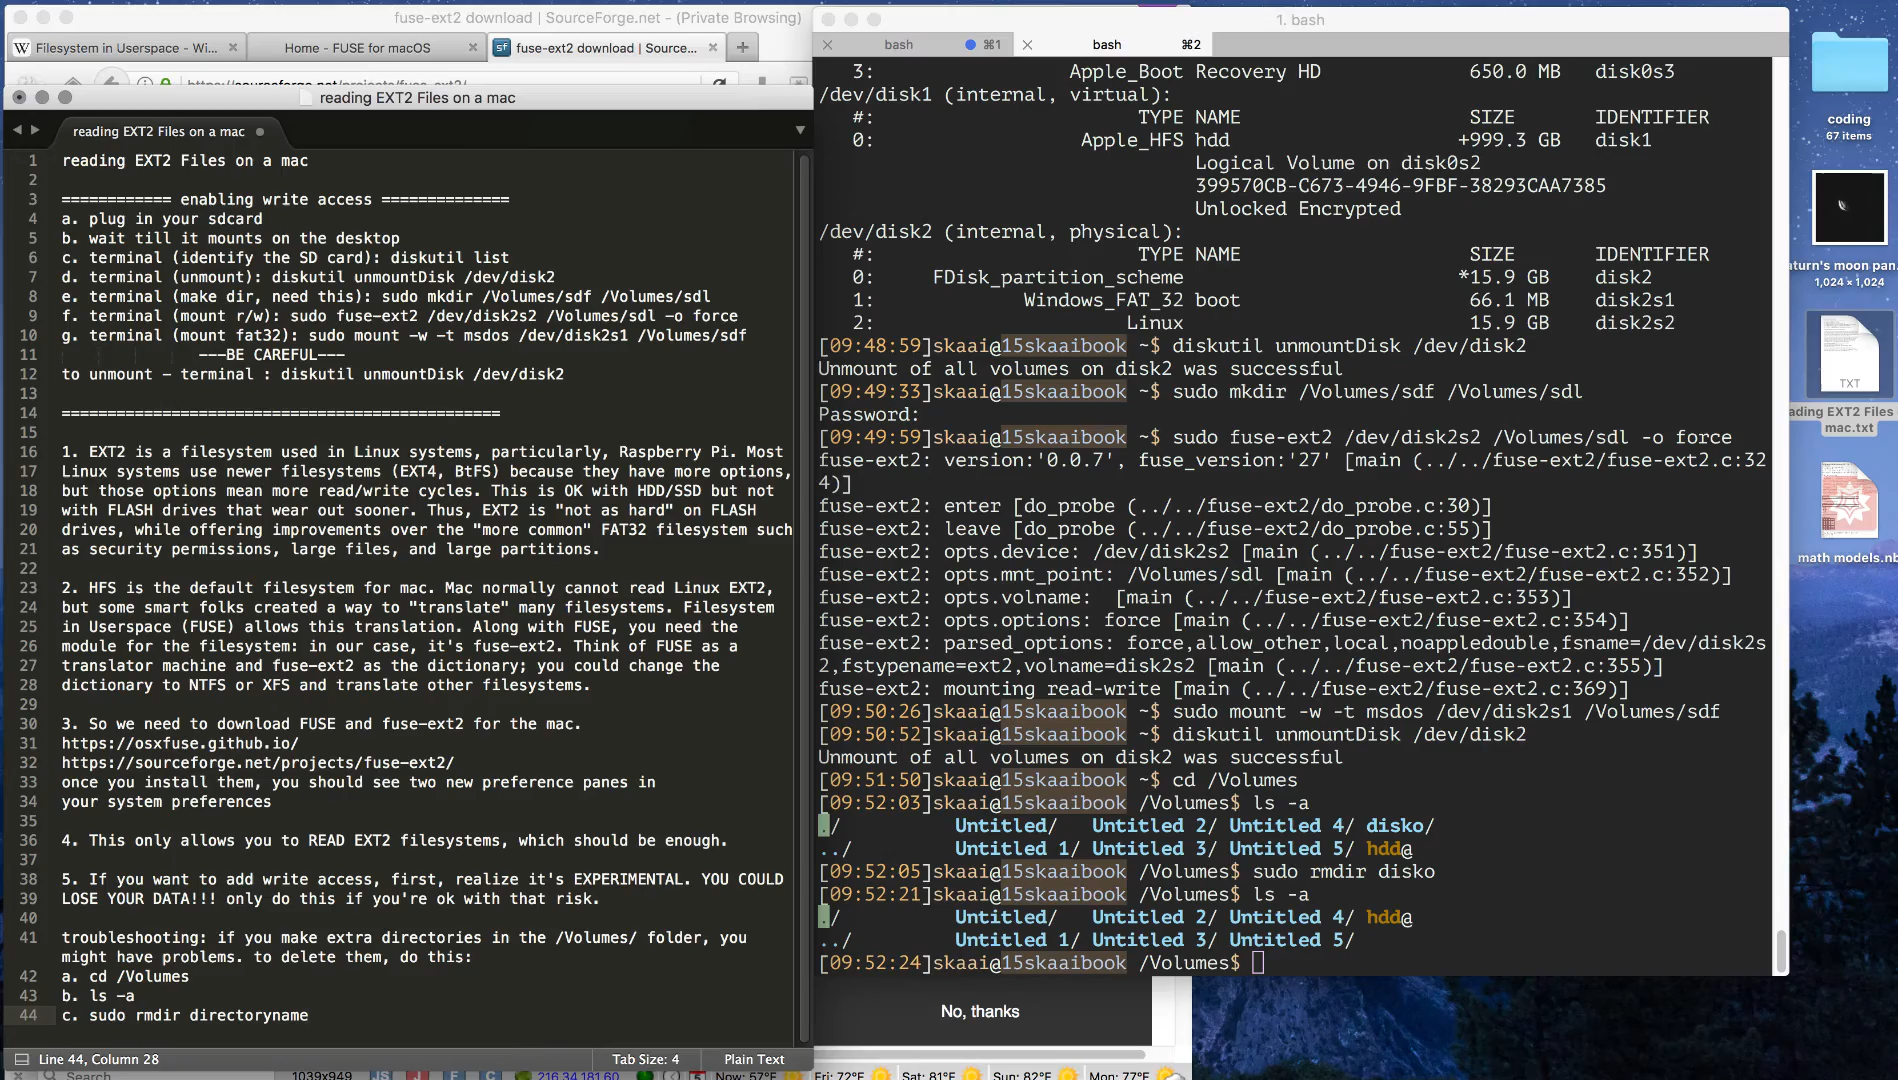 fuse-ext2 download | SourceForge.net - (Private Browsing)
Filesystem in Userspace - Wi...
Home - FUSE for macOS
fuse-ext2 download | Source...
reading EXT2 Files on a mac
reading EXT2 Files on a mac
1 reading EXT2 Files on a mac
2
3 ============ enabling write access ==============
4 a. plug in your sdcard
5 b. wait till it mounts on the desktop
6 c. terminal (identify the SD card): diskutil list
7 d. terminal (unmount): diskutil unmountDisk /dev/disk2
8 e. terminal (make dir, need this): sudo mkdir /Volumes/sdf /Volumes/sdl
9 f. terminal (mount r/w): sudo fuse-ext2 /dev/disk2s2 /Volumes/sdl -o force
10 g. terminal (mount fat32): sudo mount -w -t msdos /dev/disk2s1 /Volumes/sdf
11 ---BE CAREFUL---
12 to unmount - terminal : diskutil unmountDisk /dev/disk2
13
14 ================================================
15
16 1. EXT2 is a filesystem used in Linux systems, particularly, Raspberry Pi. Most
17 Linux systems use newer filesystems (EXT4, BtFS) because they have more options,
18 but those options mean more read/write cycles. This is OK with HDD/SSD but not
19 with FLASH drives that wear out sooner. Thus, EXT2 is "not as hard" on FLASH
20 drives, while offering improvements over the "more common" FAT32 filesystem such
21 as security permissions, large files, and large partitions.
22
23 2. HFS is the default filesystem for mac. Mac normally cannot read Linux EXT2,
24 but some smart folks created a way to "translate" many filesystems. Filesystem
25 in Userspace (FUSE) allows this translation. Along with FUSE, you need the
26 module for the filesystem: in our case, it's fuse-ext2. Think of FUSE as a
27 translator machine and fuse-ext2 as the dictionary; you could change the
28 dictionary to NTFS or XFS and translate other filesystems.
29
30 3. So we need to download FUSE and fuse-ext2 for the mac.
31 https://osxfuse.github.io/
32 https://sourceforge.net/projects/fuse-ext2/
33 once you install them, you should see two new preference panes in
34 your system preferences
35
36 4. This only allows you to READ EXT2 filesystems, which should be enough.
37
38 5. If you want to add write access, first, realize it's EXPERIMENTAL. YOU COULD
39 LOSE YOUR DATA!!! only do this if you're ok with that risk.
40
41 troubleshooting: if you make extra directories in the /Volumes/ folder, you
might have problems. to delete them, do this:
42 a. cd /Volumes
43 b. ls -a
44 c. sudo rmdir directoryname
Line 44, Column 28
Tab Size: 4
Plain Text
1. bash
bash ⌘1
bash ⌘2
3: Apple_Boot Recovery HD 650.0 MB disk0s3
/dev/disk1 (internal, virtual):
#: TYPE NAME SIZE IDENTIFIER
0: Apple_HFS hdd +999.3 GB disk1
Logical Volume on disk0s2
399570CB-C673-4946-9FBF-38293CAA7385
Unlocked Encrypted
/dev/disk2 (internal, physical):
#: TYPE NAME SIZE IDENTIFIER
0: FDisk_partition_scheme *15.9 GB disk2
1: Windows_FAT_32 boot 66.1 MB disk2s1
2: Linux 15.9 GB disk2s2
[09:48:59]skaai@15skaaibook ~$ diskutil unmountDisk /dev/disk2
Unmount of all volumes on disk2 was successful
[09:49:33]skaai@15skaaibook ~$ sudo mkdir /Volumes/sdf /Volumes/sdl
Password:
[09:49:59]skaai@15skaaibook ~$ sudo fuse-ext2 /dev/disk2s2 /Volumes/sdl -o force
fuse-ext2: version:'0.0.7', fuse_version:'27' [main (../../fuse-ext2/fuse-ext2.c:32
4)]
fuse-ext2: enter [do_probe (../../fuse-ext2/do_probe.c:30)]
fuse-ext2: leave [do_probe (../../fuse-ext2/do_probe.c:55)]
fuse-ext2: opts.device: /dev/disk2s2 [main (../../fuse-ext2/fuse-ext2.c:351)]
fuse-ext2: opts.mnt_point: /Volumes/sdl [main (../../fuse-ext2/fuse-ext2.c:352)]
fuse-ext2: opts.volname:  [main (../../fuse-ext2/fuse-ext2.c:353)]
fuse-ext2: opts.options: force [main (../../fuse-ext2/fuse-ext2.c:354)]
fuse-ext2: parsed_options: force,allow_other,local,noappledouble,fsname=/dev/disk2s
2,fstypename=ext2,volname=disk2s2 [main (../../fuse-ext2/fuse-ext2.c:355)]
fuse-ext2: mounting read-write [main (../../fuse-ext2/fuse-ext2.c:369)]
[09:50:26]skaai@15skaaibook ~$ sudo mount -w -t msdos /dev/disk2s1 /Volumes/sdf
[09:50:52]skaai@15skaaibook ~$ diskutil unmountDisk /dev/disk2
Unmount of all volumes on disk2 was successful
[09:51:50]skaai@15skaaibook ~$ cd /Volumes
[09:52:03]skaai@15skaaibook /Volumes$ ls -a
./ Untitled/ Untitled 2/ Untitled 4/ disko/
../ Untitled 1/ Untitled 3/ Untitled 5/ hdd@
[09:52:05]skaai@15skaaibook /Volumes$ sudo rmdir disko
[09:52:21]skaai@15skaaibook /Volumes$ ls -a
./ Untitled/ Untitled 2/ Untitled 4/ hdd@
../ Untitled 1/ Untitled 3/ Untitled 5/
[09:52:24]skaai@15skaaibook /Volumes$
No, thanks
coding
67 items
aturn's moon pan.
1,024 × 1,024
TXT
ading EXT2 Files
mac.txt
math models.nb
Search
1039x949
216.34.181.60
Now: 57°F
Fri: 72°F
Sat: 81°F
Sun: 82°F
Mon: 77°F